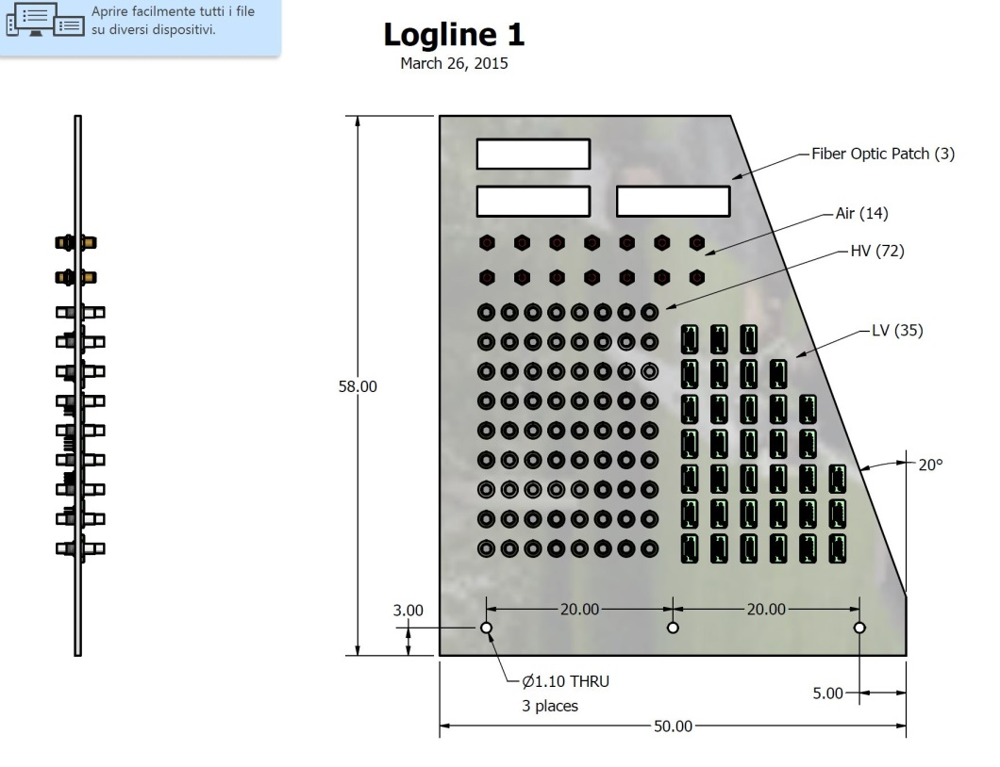 Aprire facilmente tutti i file
su diversi dispositivi.
Logline 1
March 26, 2015
Fiber Optic Patch (3)
Air (14)
HV (72)
LV (35)
58.00
20°
3.00
20.00
20.00
Ø1.10 THRU
3 places
5.00
50.00